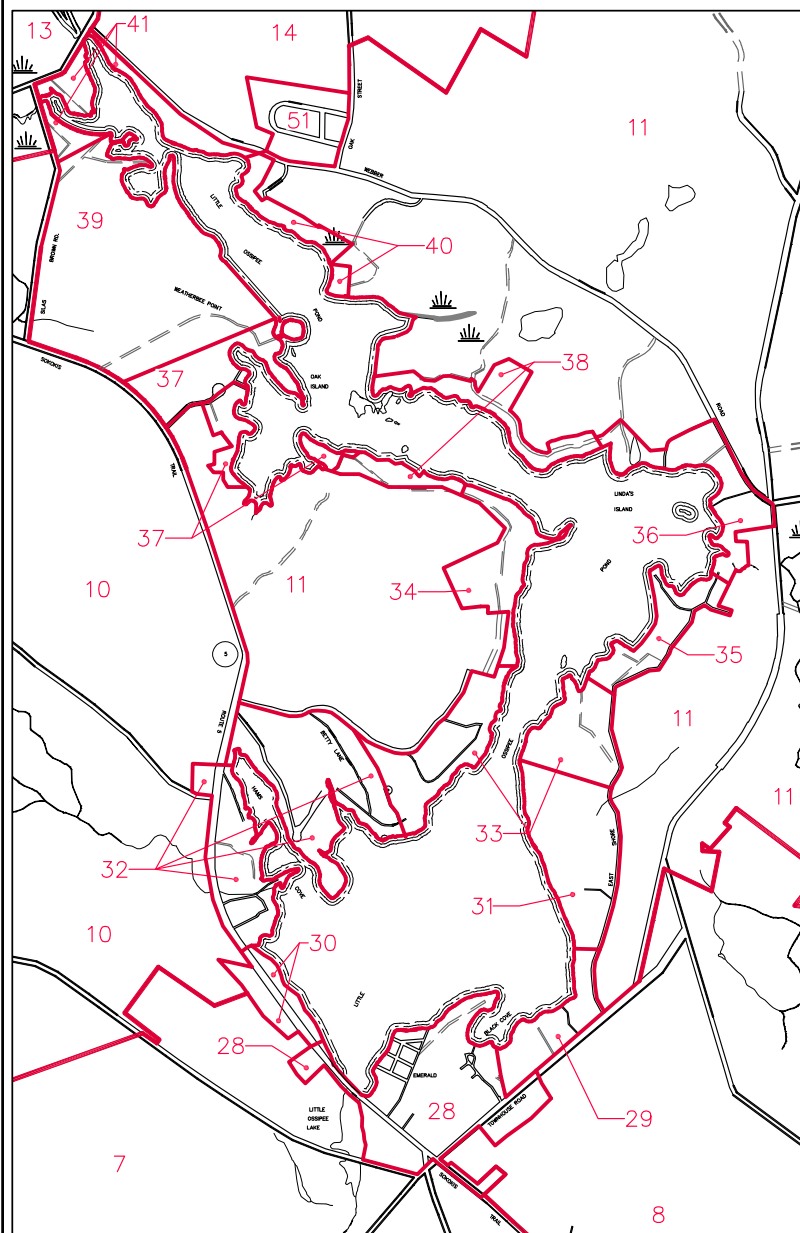 13
41
14
51
OAK
STREET
WEBBER
11
39
LITTLE
OSSIPEE
POND
40
SILAS
BROWN RD.
WEATHERBEE POINT
SOKOKIS
37
OAK
ISLAND
38
ROAD
TRAIL
LINDA'S
ISLAND
36
37
POND
10
11
34
35
5
11
ROUTE 5
BETTY LANE
OSSIPEE
HAMS
11
33
EAST
SHORE
32
COVE
31
10
30
LITTLE
BLACK COVE
28
EMERALD
28
29
TOWNHOUSE ROAD
LITTLE
OSSIPEE
LAKE
7
SOKOKIS
TRAIL
8